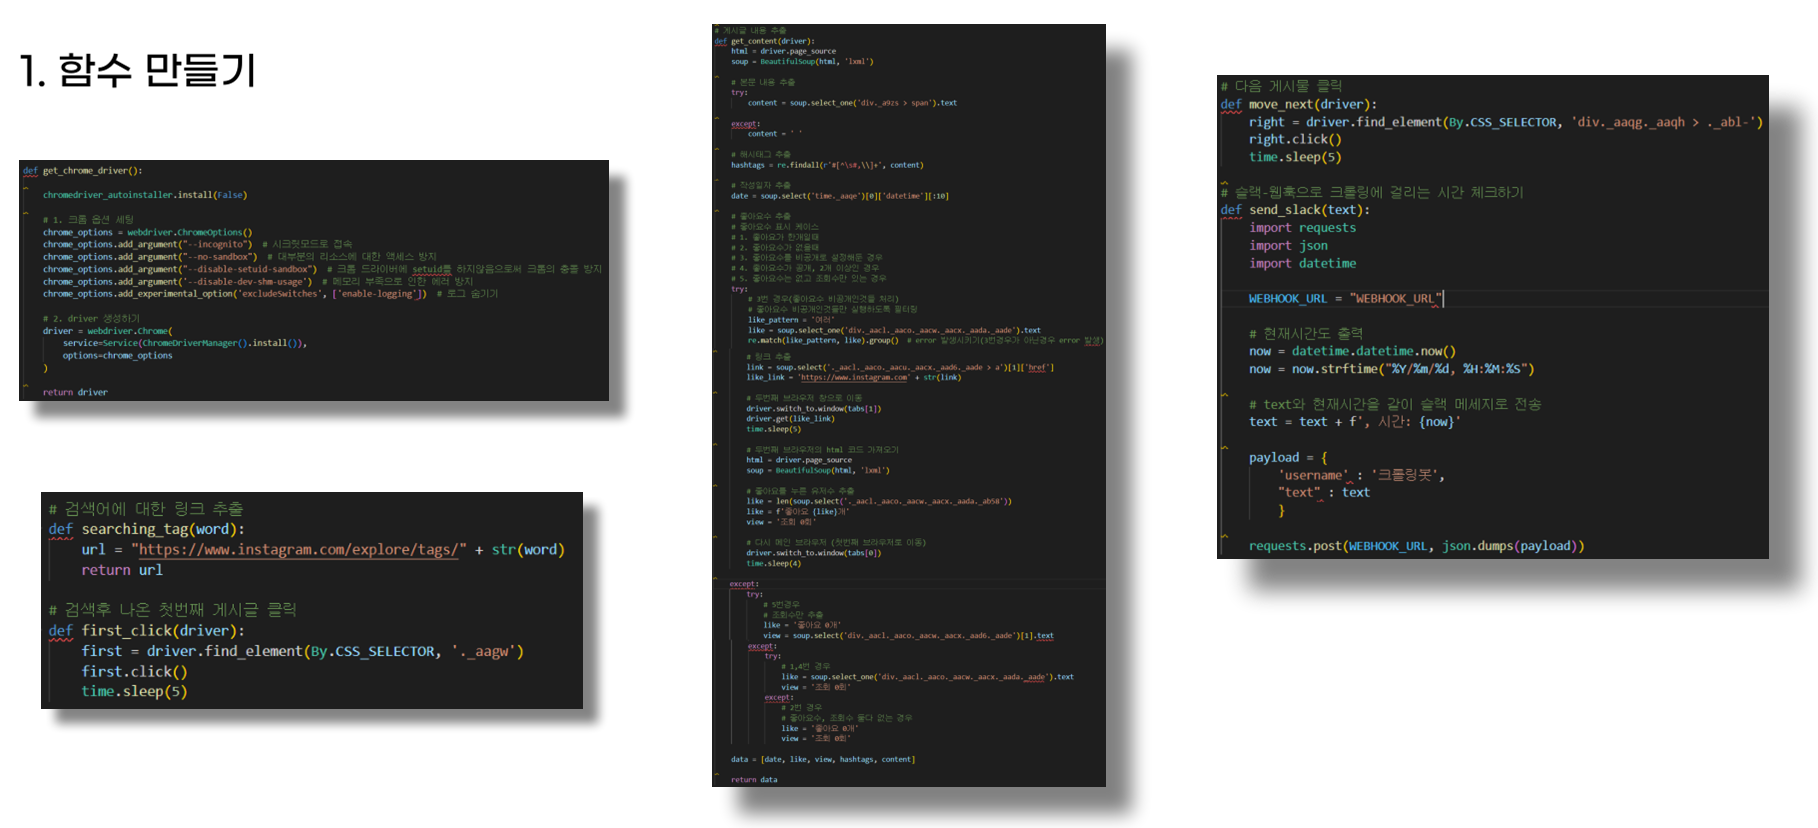 1. 함수 만들기
def get_chrome_driver():
chromedriver_autoinstaller.install(False)
# 1. 크롬 옵션 세팅
chrome_options = webdriver.ChromeOptions()
chrome_options.add_argument("--incognito")  # 시크릿모드로 접속
chrome_options.add_argument("--no-sandbox")  # 대부분의 리소스에 대한 액세스 방지
chrome_options.add_argument("--disable-setuid-sandbox")  # 크롬 드라이버에 setuid를 하지않음으로써 크롬의 충돌 방지
chrome_options.add_argument('--disable-dev-shm-usage')  # 메모리 부족으로 인한 에러 방지
chrome_options.add_experimental_option('excludeSwitches', ['enable-logging'])  # 로그 숨기기
# 2. driver 생성하기
driver = webdriver.Chrome(
service=Service(ChromeDriverManager().install()),
options=chrome_options
)
return driver
# 검색어에 대한 링크 추출
def searching_tag(word):
url = "https://www.instagram.com/explore/tags/" + str(word)
return url
# 검색후 나온 첫번째 게시글 클릭
def first_click(driver):
first = driver.find_element(By.CSS_SELECTOR, '._aagw')
first.click()
time.sleep(5)
# 게시글 내용 추출
def get_content(driver):
html = driver.page_source
soup = BeautifulSoup(html, 'lxml')
# 본문 내용 추출
try:
content = soup.select_one('div._a9zs > span').text
except:
content = ' '
# 해시태그 추출
hashtags = re.findall(r'#[^\s#,\\]+', content)
# 작성일자 추출
date = soup.select('time._aaqe')[0]['datetime'][:10]
# 좋아요수 추출
# 좋아요수 표시 케이스
# 1. 좋아요가 한개일때
# 2. 좋아요수가 없을때
# 3. 좋아요수를 비공개로 설정해둔 경우
# 4. 좋아요수가 공개, 2개 이상인 경우
# 5. 좋아요수는 없고 조회수만 있는 경우
try:
# 3번 경우(좋아요수 비공개인것을 처리)
# 좋아요수 비공개인것들만 실행하도록 필터링
like_pattern = '여러'
like = soup.select_one('div._aacl._aaco._aacw._aacx._aada._aade').text
re.match(like_pattern, like).group()  # error 발생시키기(3번경우가 아닌경우 error 발생)
# 링크 추출
link = soup.select('._aacl._aaco._aacu._aacx._aad6._aade > a')[1]['href']
like_link = 'https://www.instagram.com' + str(link)
# 두번째 브라우저 창으로 이동
driver.switch_to.window(tabs[1])
driver.get(like_link)
time.sleep(5)
# 두번째 브라우저의 html 코드 가져오기
html = driver.page_source
soup = BeautifulSoup(html, 'lxml')
# 좋아요를 누른 유저수 추출
like = len(soup.select('._aacl._aaco._aacw._aacx._aada._ab58'))
like = f'좋아요 {like}개'
view = '조회 0회'
# 다시 메인 브라우저 (첫번째 브라우저로 이동)
driver.switch_to.window(tabs[0])
time.sleep(4)
except:
try:
# 5번경우
# 조회수만 추출
like = '좋아요 0개'
view = soup.select('div._aacl._aaco._aacw._aacx._aad6._aade')[1].text
except:
try:
# 1,4번 경우
like = soup.select_one('div._aacl._aaco._aacw._aacx._aada._aade').text
view = '조회 0회'
except:
# 2번 경우
# 좋아요수, 조회수 둘다 없는 경우
like = '좋아요 0개'
view = '조회 0회'
data = [date, like, view, hashtags, content]
return data
# 다음 게시물 클릭
def move_next(driver):
right = driver.find_element(By.CSS_SELECTOR, 'div._aaqg._aaqh > ._abl-')
right.click()
time.sleep(5)
# 슬랙-웹훅으로 크롤링에 걸리는 시간 체크하기
def send_slack(text):
import requests
import json
import datetime
WEBHOOK_URL = "WEBHOOK_URL"
# 현재시간도 출력
now = datetime.datetime.now()
now = now.strftime("%Y/%m/%d, %H:%M:%S")
# text와 현재시간을 같이 슬랙 메세지로 전송
text = text + f', 시간: {now}'
payload = {
'username' : '크롤링봇',
"text" : text
}
requests.post(WEBHOOK_URL, json.dumps(payload))